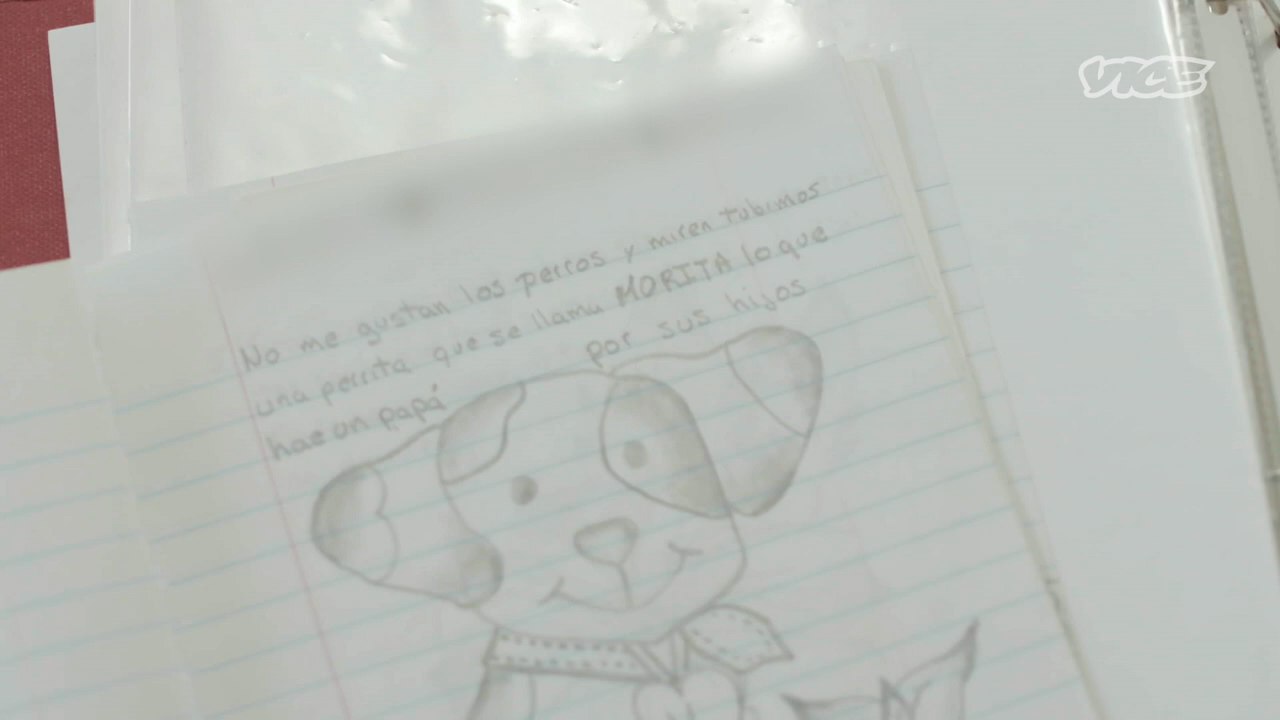 VICE
No me gustan los perros y miren tubimos
una perrita que se llama MORITA lo que
hae un papá por sus hijos